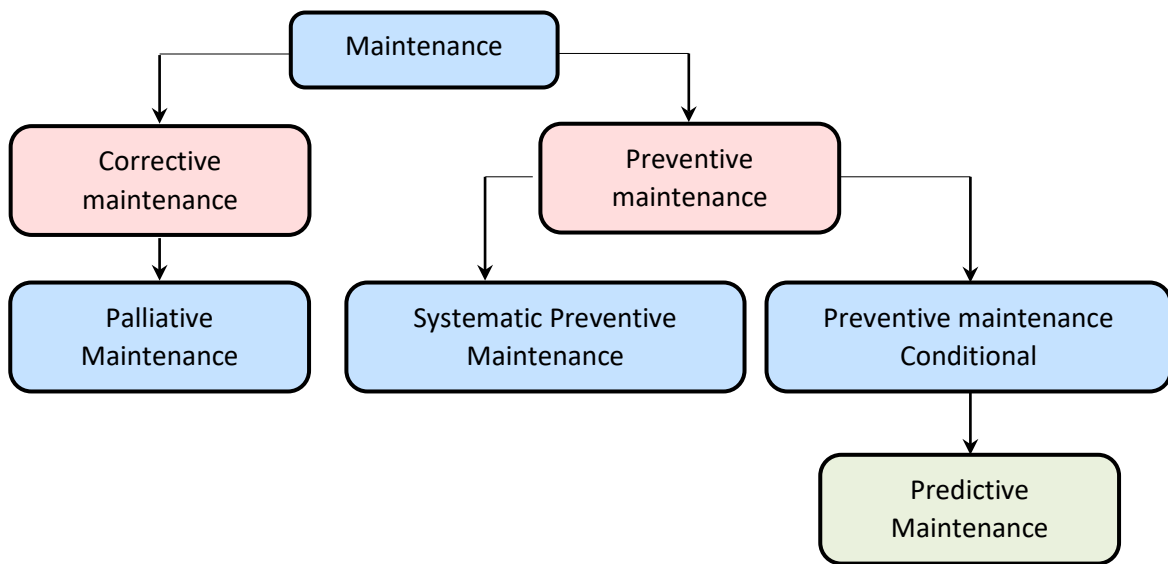 Maintenance
Corrective
maintenance
Preventive
maintenance
Palliative
Maintenance
Systematic Preventive
Maintenance
Preventive maintenance
Conditional
Predictive
Maintenance